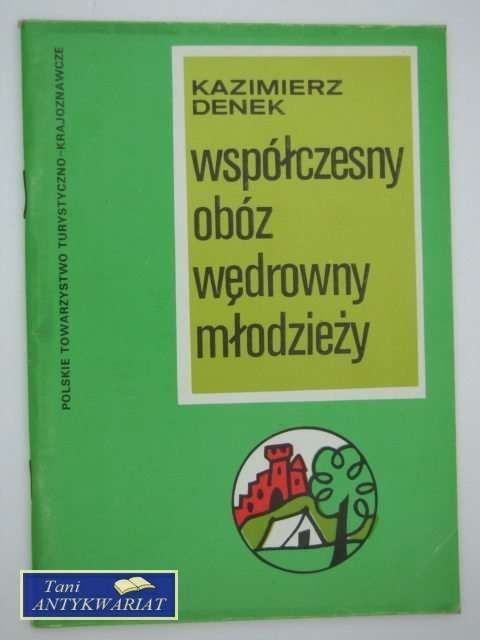 POLSKIE TOWARZYSTWO TURYSTYCZNO-KRAJOZNAWCZE
KAZIMIERZ
DENEK
współczesny
obóz
wędrowny
młodzieży
Tani
ANTYKWARIAT